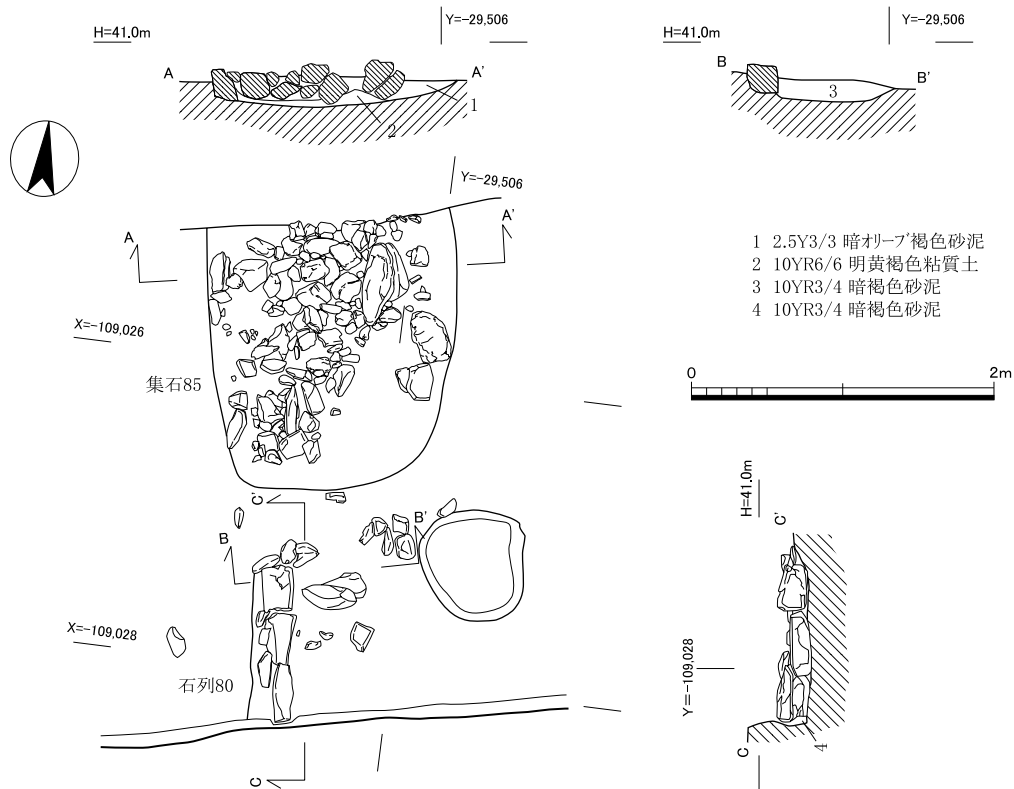 H=41.0m
Y=-29,506
A
A'
1
2
H=41.0m
Y=-29,506
B
B'
3
Y=-29,506
A
A'
1 2.5Y3/3 暗オリーブ褐色砂泥
2 10YR6/6 明黄褐色粘質土
3 10YR3/4 暗褐色砂泥
4 10YR3/4 暗褐色砂泥
X=-109,026
集石85
0
2m
C'
B
B'
X=-109,028
石列80
C
H=41.0m
C'
Y=-109,028
C
4